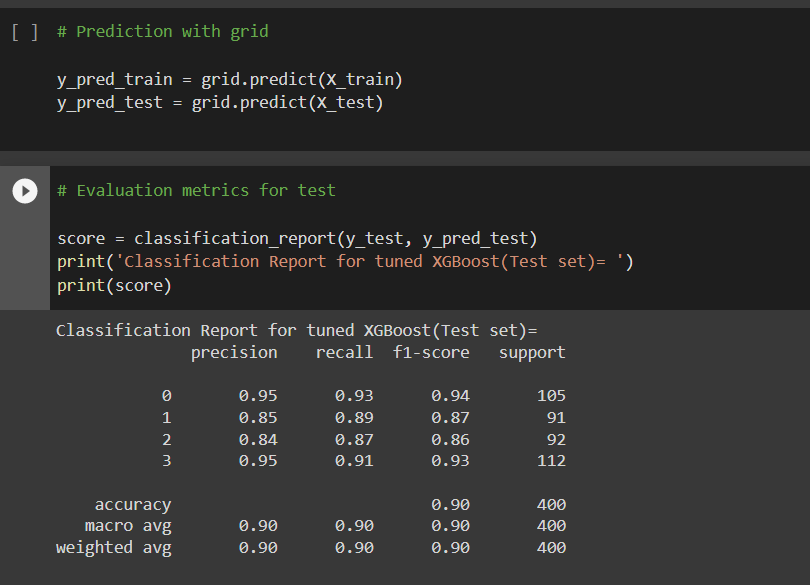 [ ] # Prediction with grid
y_pred_train = grid.predict(X_train)
y_pred_test = grid.predict(X_test)
# Evaluation metrics for test
score = classification_report(y_test, y_pred_test)
print('Classification Report for tuned XGBoost(Test set)= ')
print(score)
Classification Report for tuned XGBoost(Test set)=
precision recall f1-score support
0 0.95 0.93 0.94 105
1 0.85 0.89 0.87 91
2 0.84 0.87 0.86 92
3 0.95 0.91 0.93 112
accuracy 0.90 400
macro avg 0.90 0.90 0.90 400
weighted avg 0.90 0.90 0.90 400